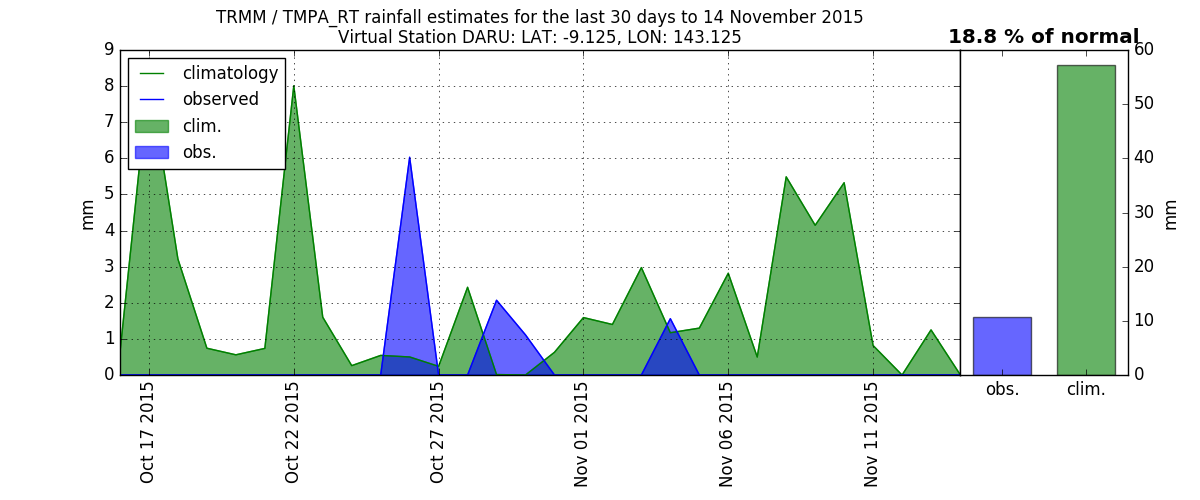 TRMM / TMPA_RT rainfall estimates for the last 30 days to 14 November 2015
Virtual Station DARU: LAT: -9.125, LON: 143.125
18.8 % of normal
climatology
observed
clim.
obs.
9
8
7
6
5
4
3
2
1
0
mm
60
50
40
30
20
10
0
mm
Oct 17 2015
Oct 22 2015
Oct 27 2015
Nov 01 2015
Nov 06 2015
Nov 11 2015
obs.
clim.